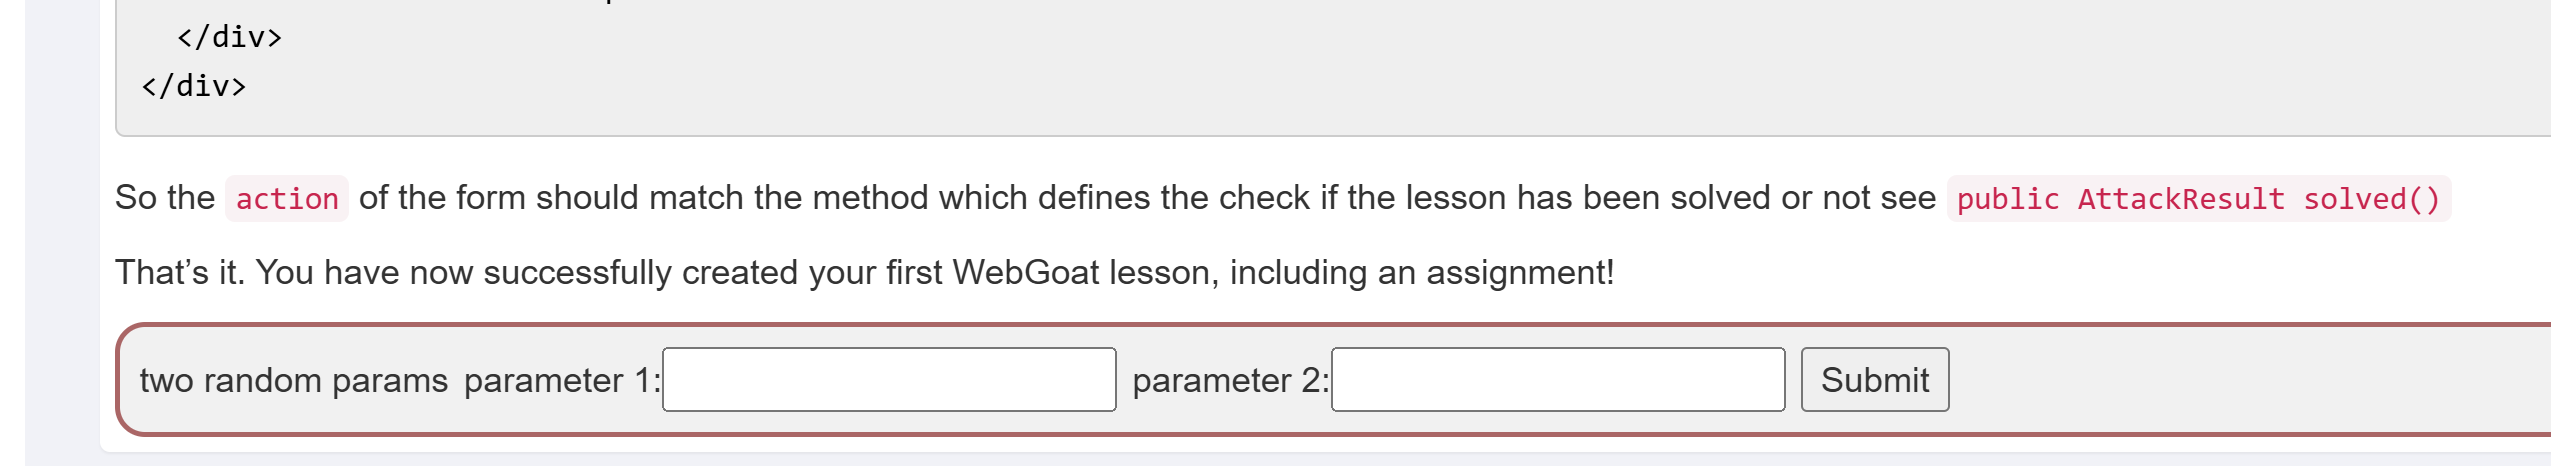 </div>
</div>
So the action of the form should match the method which defines the check if the lesson has been solved or not see public AttackResult solved()
That’s it. You have now successfully created your first WebGoat lesson, including an assignment!
two random params parameter 1: parameter 2: Submit